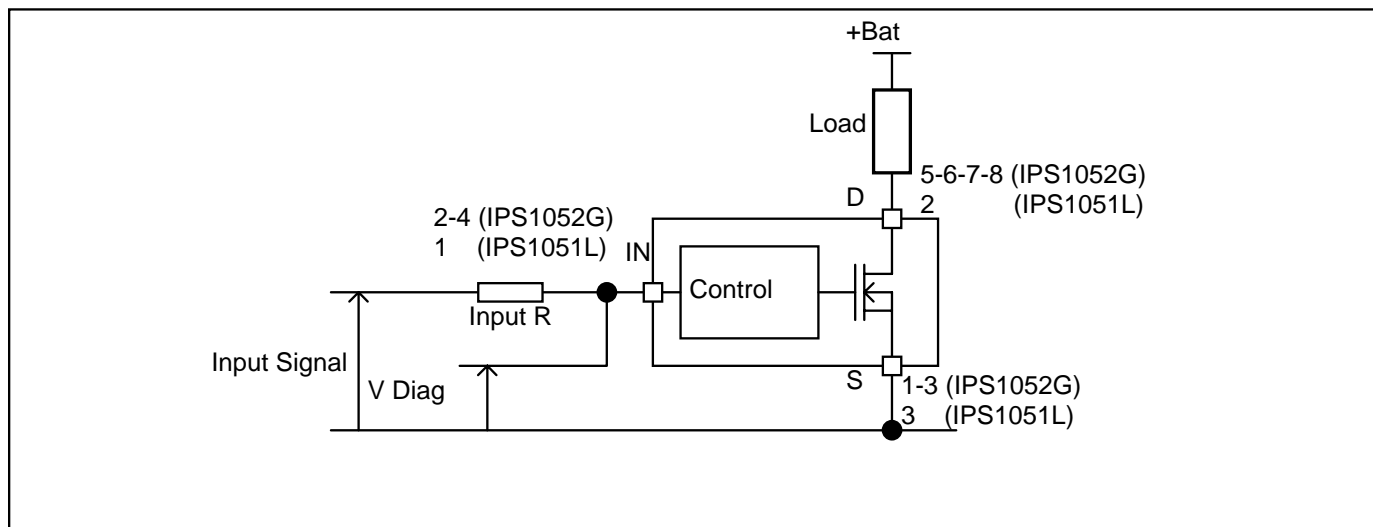 +Bat
Load
5-6-7-8 (IPS1052G)
D
2 (IPS1051L)
2-4 (IPS1052G)
1 (IPS1051L)
IN
Control
Input R
Input Signal
V Diag
S
1-3 (IPS1052G)
3 (IPS1051L)